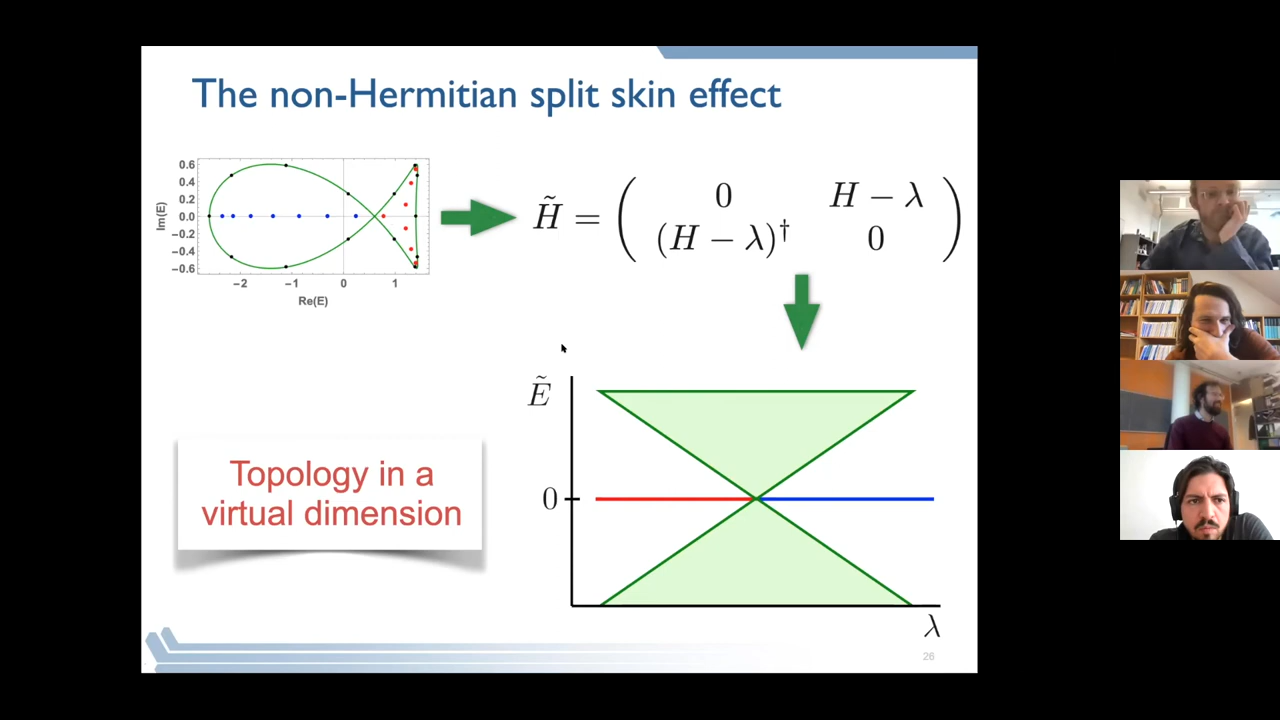 The non-Hermitian split skin effect
0.6
0.4
0.2
0.0
−0.2
−0.4
−0.6
Im(E)
−2 −1 0 1
Re(E)
H̃ = ( 0 H − λ
(H − λ)† 0 )
Ẽ
0
λ
Topology in a
virtual dimension
26